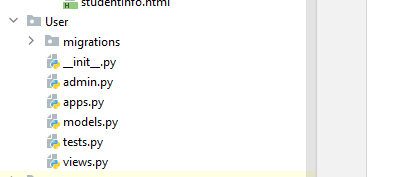 studentinfo.html
User
migrations
__init__.py
admin.py
apps.py
models.py
tests.py
views.py